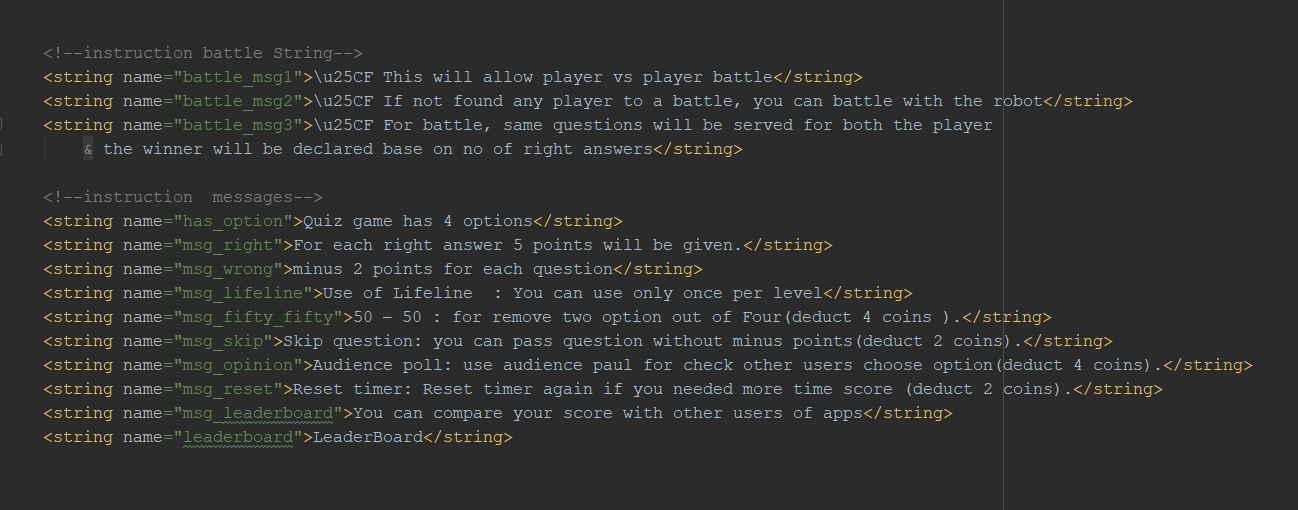 <!--instruction battle String-->
<string name="battle_msg1">\u25CF This will allow player vs player battle</string>
<string name="battle_msg2">\u25CF If not found any player to a battle, you can battle with the robot</string>
<string name="battle_msg3">\u25CF For battle, same questions will be served for both the player
& the winner will be declared base on no of right answers</string>
<!--instruction  messages-->
<string name="has_option">Quiz game has 4 options</string>
<string name="msg_right">For each right answer 5 points will be given.</string>
<string name="msg_wrong">minus 2 points for each question</string>
<string name="msg_lifeline">Use of Lifeline  : You can use only once per level</string>
<string name="msg_fifty_fifty">50 – 50 : for remove two option out of Four(deduct 4 coins ).</string>
<string name="msg_skip">Skip question: you can pass question without minus points(deduct 2 coins).</string>
<string name="msg_opinion">Audience poll: use audience paul for check other users choose option(deduct 4 coins).</string>
<string name="msg_reset">Reset timer: Reset timer again if you needed more time score (deduct 2 coins).</string>
<string name="msg_leaderboard">You can compare your score with other users of apps</string>
<string name="leaderboard">LeaderBoard</string>